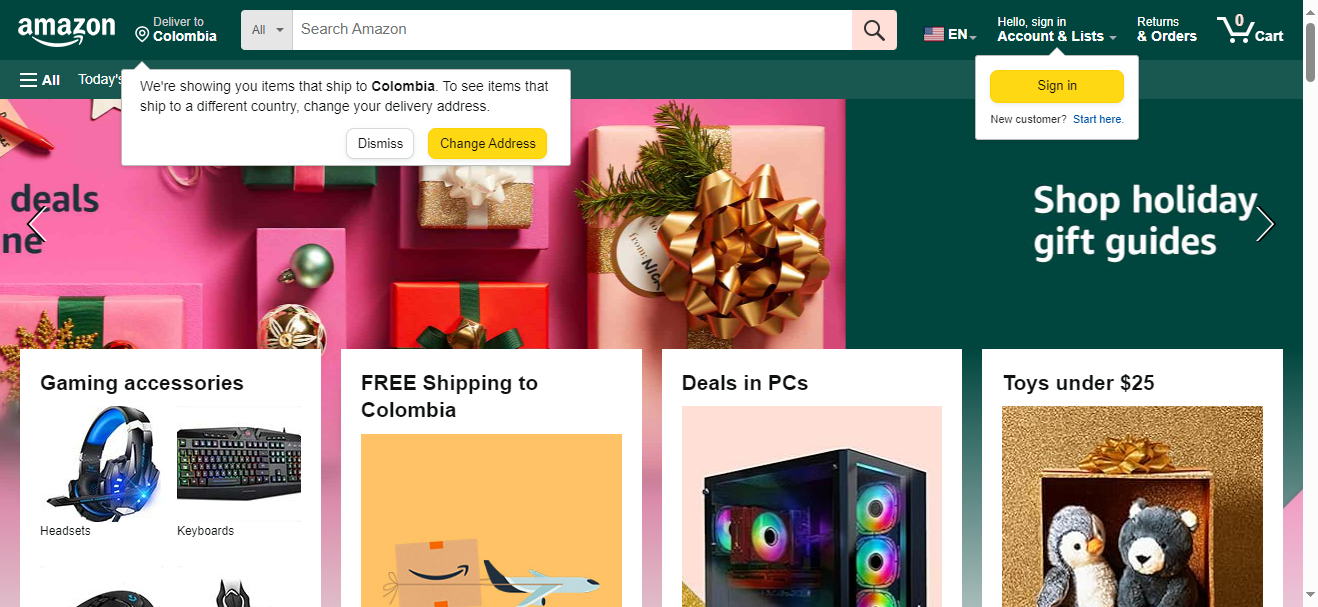 amazon
Deliver to
Colombia
All
Search Amazon
EN
Hello, sign in
Account & Lists
Returns
& Orders
0
Cart
All
Today's
We're showing you items that ship to Colombia. To see items that
ship to a different country, change your delivery address.
Dismiss
Change Address
Sign in
New customer? Start here.
deals
ne
from:
Shop holiday
gift guides
Gaming accessories
Headsets
Keyboards
FREE Shipping to
Colombia
Deals in PCs
Toys under $25